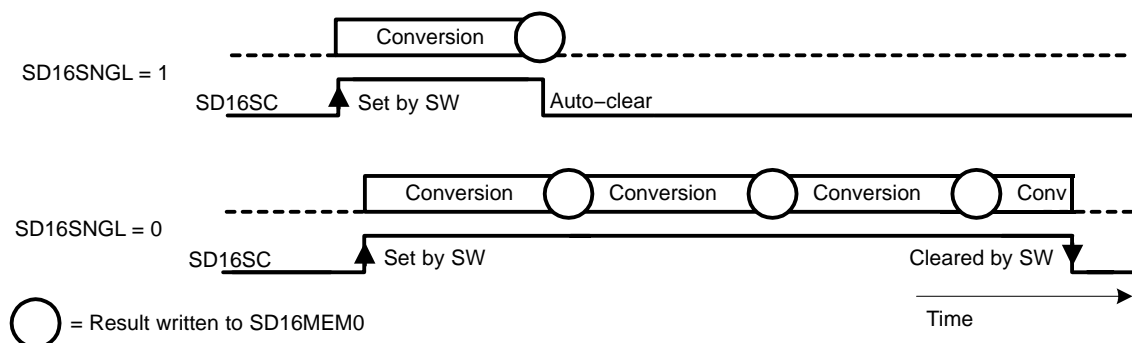 Conversion
SD16SNGL = 1
SD16SC Set by SW Auto−clear
Conversion Conversion Conversion Conv
SD16SNGL = 0
SD16SC Set by SW Cleared by SW
= Result written to SD16MEM0
Time